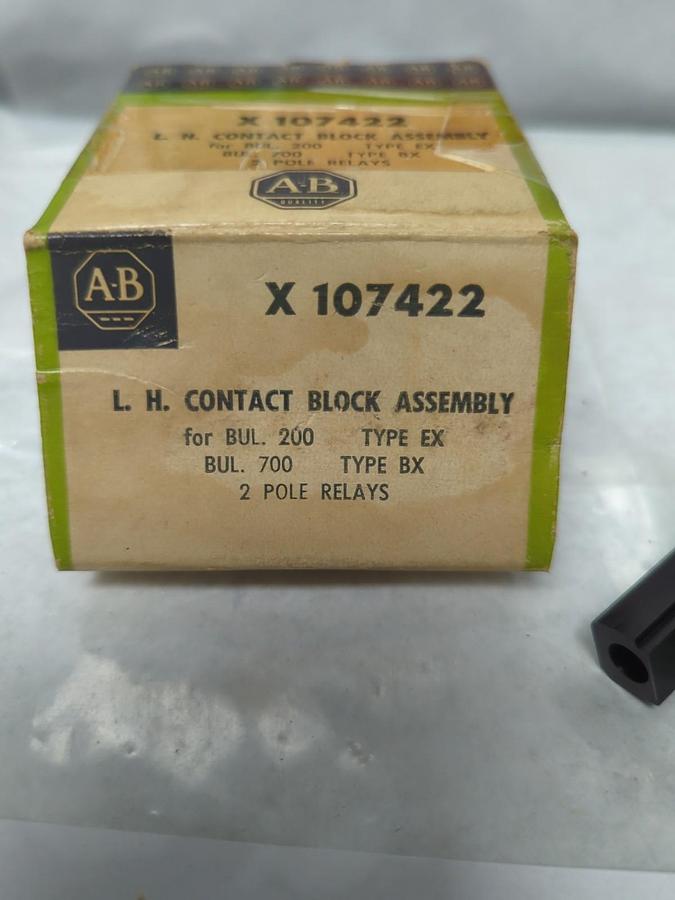 X 107422
L. H. CONTACT BLOCK ASSEMBLY
for BUL. 200 TYPE EX
BUL. 700 TYPE BX
2 POLE RELAYS
A-B
QUALITY
A-B
X 107422
L. H. CONTACT BLOCK ASSEMBLY
for BUL. 200 TYPE EX
BUL. 700 TYPE BX
2 POLE RELAYS